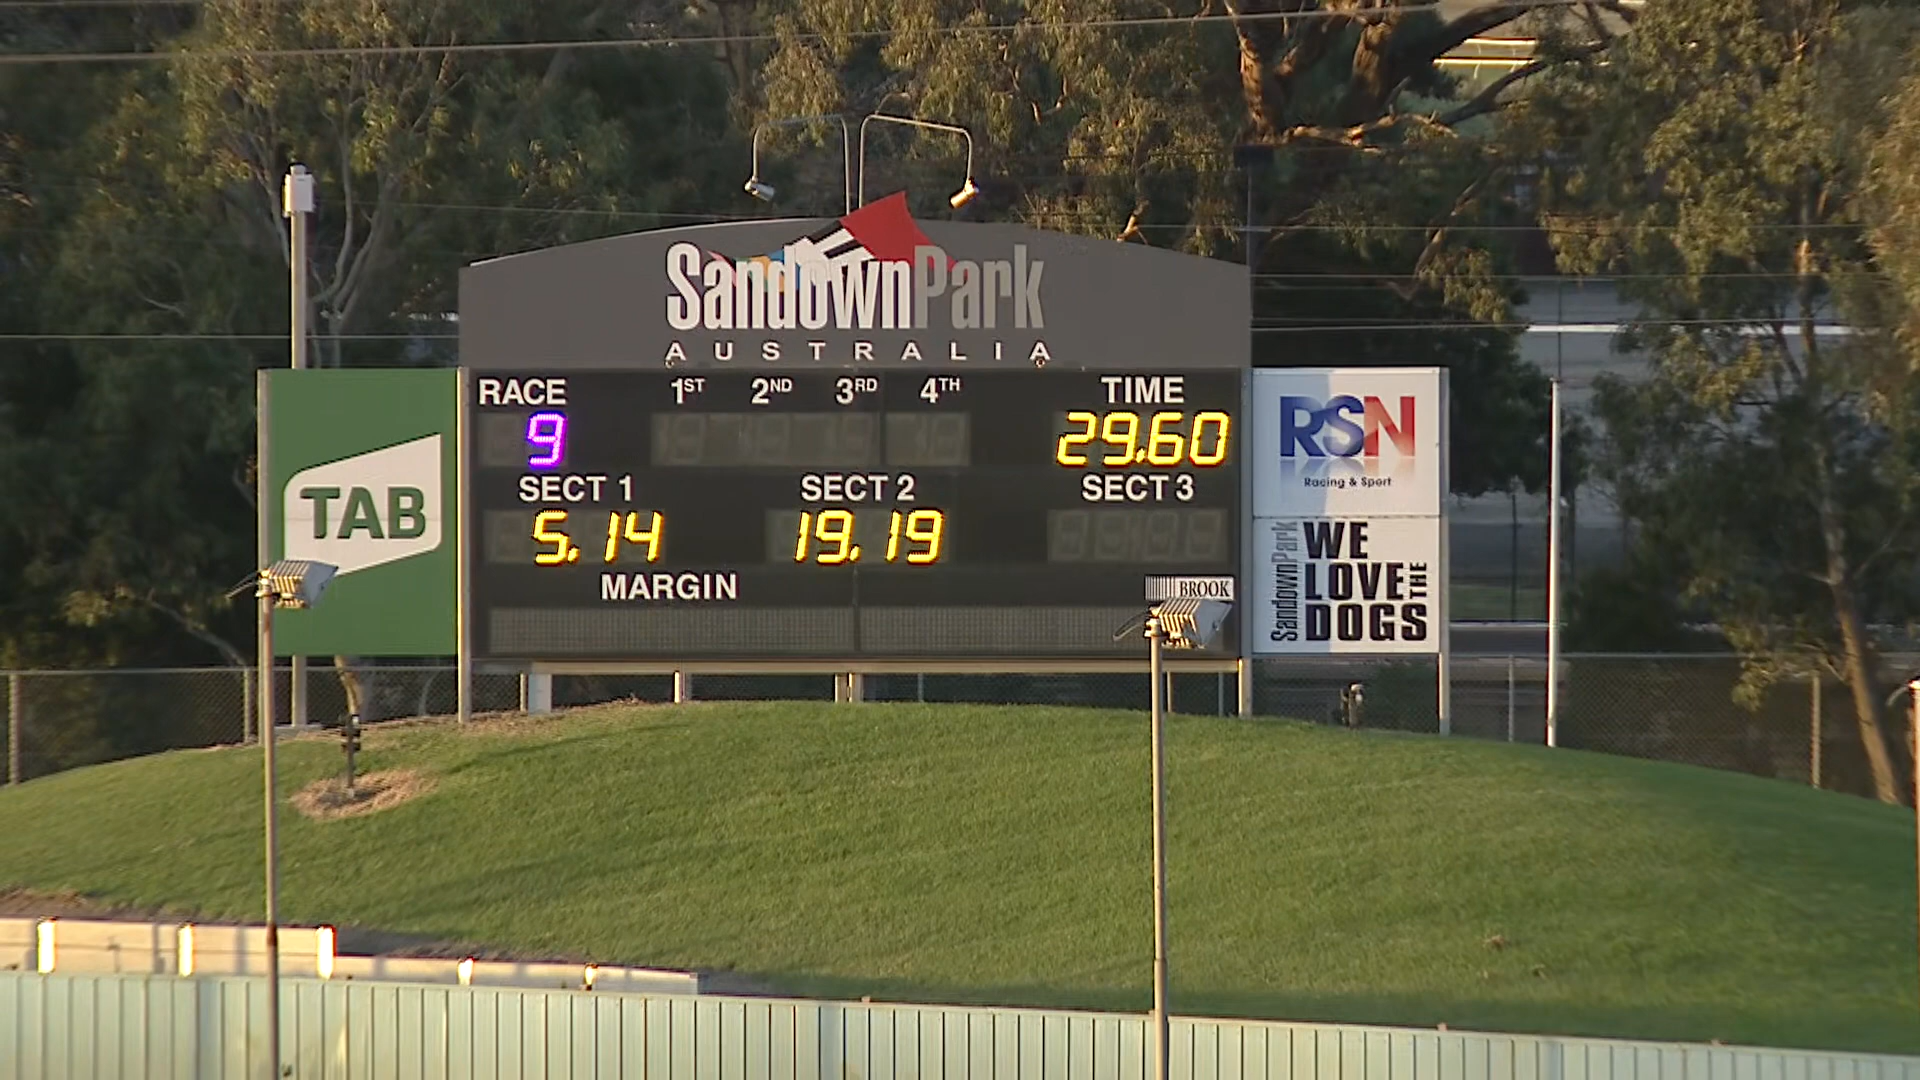 SandownPark
AUSTRALIA
RACE 1ST 2ND 3RD 4TH TIME
9 29.60
SECT 1 SECT 2 SECT 3
5.14 19.19
MARGIN
BROOK
TAB
RSN
Racing & Sport
SandownPark
WE
LOVE THE
DOGS